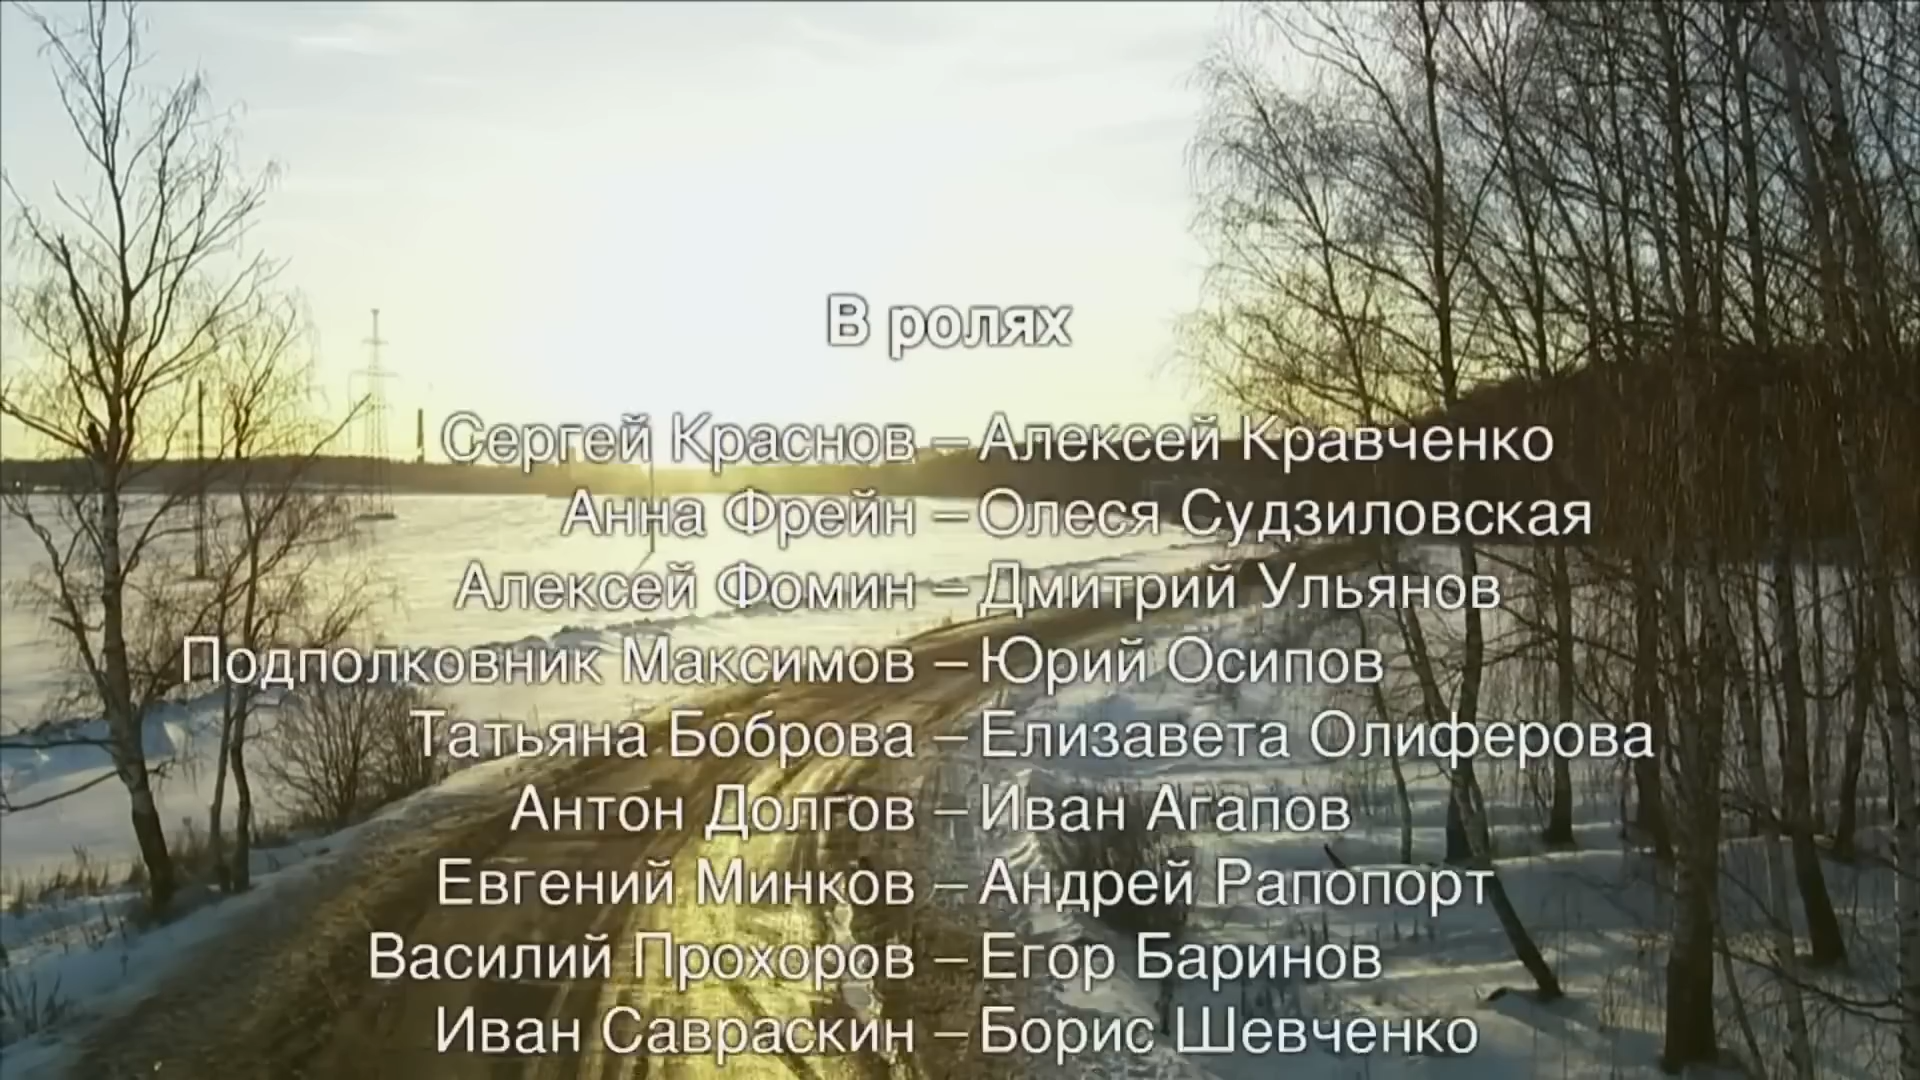 В ролях
Сергей Краснов – Алексей Кравченко
Анна Фрейн – Олеся Судзиловская
Алексей Фомин – Дмитрий Ульянов
Подполковник Максимов – Юрий Осипов
Татьяна Боброва – Елизавета Олиферова
Антон Долгов – Иван Агапов
Евгений Минков – Андрей Рапопорт
Василий Прохоров – Егор Баринов
Иван Савраскин – Борис Шевченко